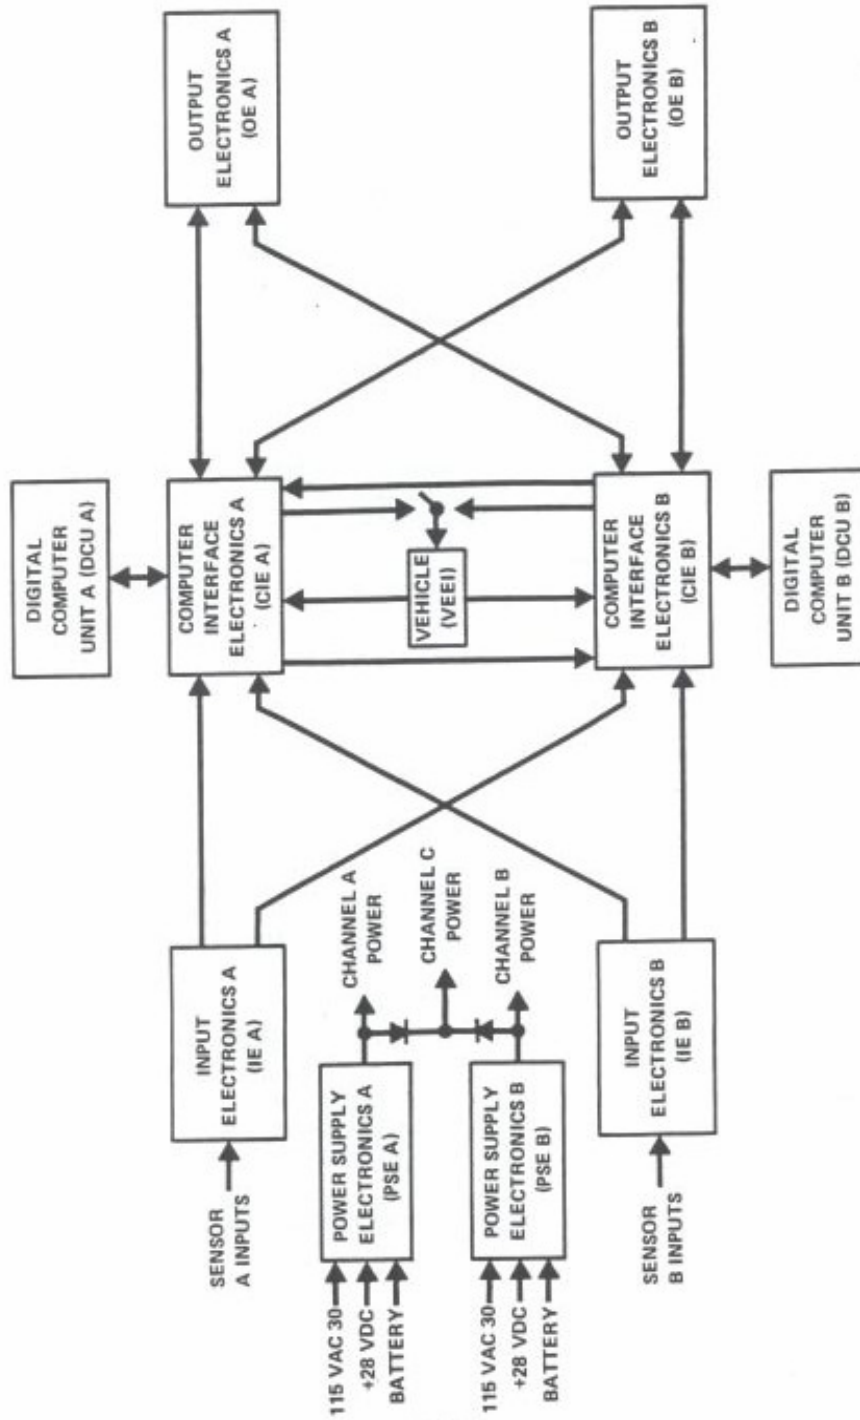 DIGITAL
COMPUTER
UNIT A (DCU A)
COMPUTER
INTERFACE
ELECTRONICS A
(CIE A)
OUTPUT
ELECTRONICS A
(OE A)
INPUT
ELECTRONICS A
(IE A)
SENSOR
A INPUTS
115 VAC 30
+28 VDC
BATTERY
POWER SUPPLY
ELECTRONICS A
(PSE A)
CHANNEL A
POWER
CHANNEL C
POWER
VEHICLE
(VEEI)
115 VAC 30
+28 VDC
BATTERY
POWER SUPPLY
ELECTRONICS B
(PSE B)
CHANNEL B
POWER
SENSOR
B INPUTS
INPUT
ELECTRONICS B
(IE B)
COMPUTER
INTERFACE
ELECTRONICS B
(CIE B)
OUTPUT
ELECTRONICS B
(OE B)
DIGITAL
COMPUTER
UNIT B (DCU B)